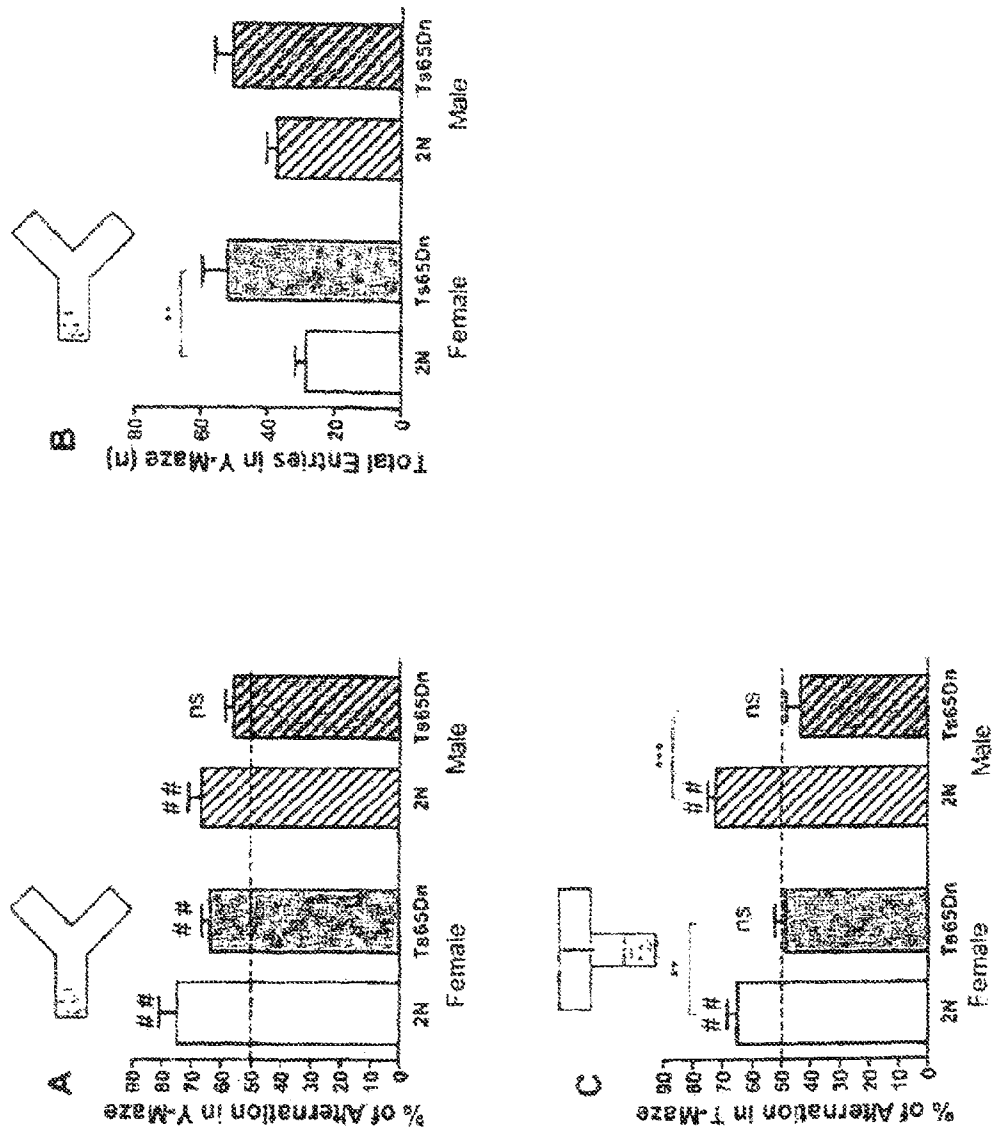 A
% of Alternation in Y-Maze
90
80
70
60
50
40
30
20
10
0
##
##
##
ns
2N
Ts65Dn
2N
Ts65Dn
Female
Male
B
Total Entries in Y-Maze (n)
80
60
40
20
0
**
2N
Ts65Dn
2N
Ts65Dn
Female
Male
C
% of Alternation in T-Maze
90
80
70
60
50
40
30
20
10
0
##
**
ns
##
***
ns
2N
Ts65Dn
2N
Ts65Dn
Female
Male